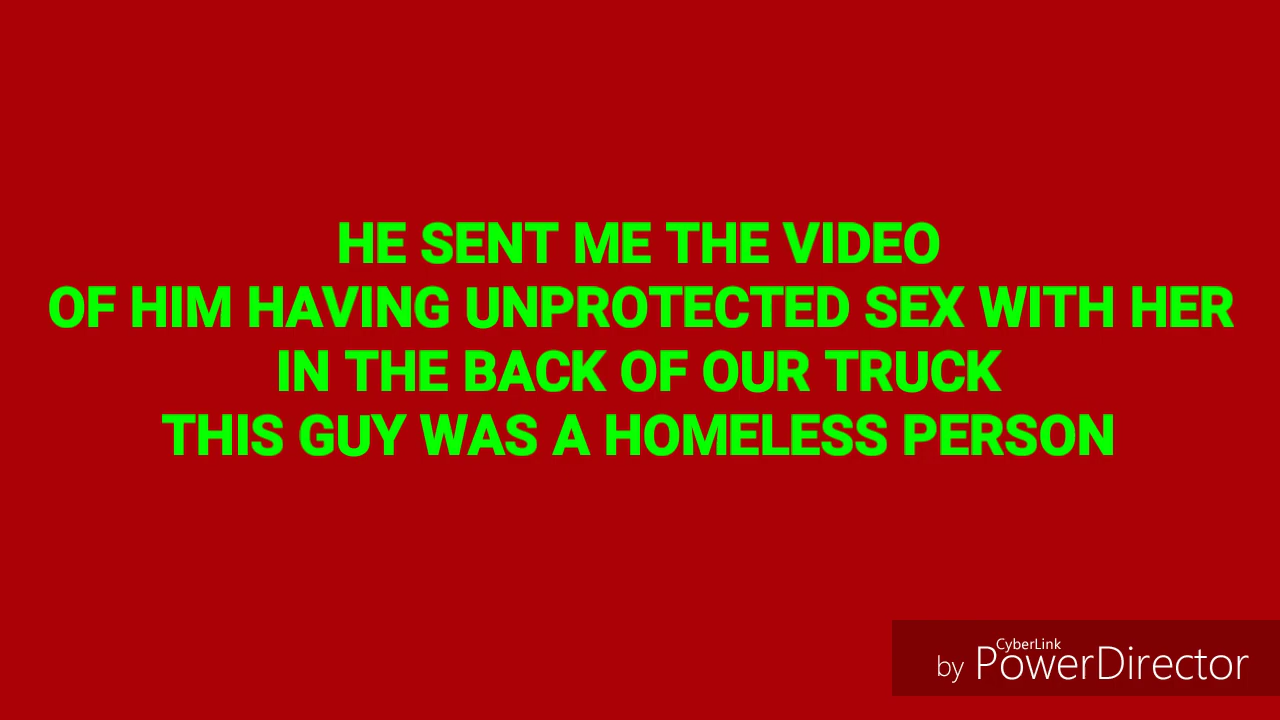 HE SENT ME THE VIDEO
OF HIM HAVING UNPROTECTED SEX WITH HER
IN THE BACK OF OUR TRUCK
THIS GUY WAS A HOMELESS PERSON
CyberLink
by PowerDirector